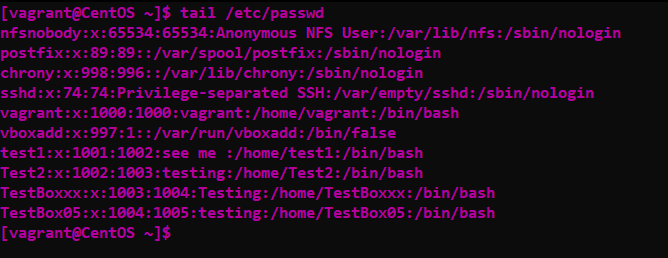 [vagrant@CentOS ~]$ tail /etc/passwd
nfsnobody:x:65534:65534:Anonymous NFS User:/var/lib/nfs:/sbin/nologin
postfix:x:89:89::/var/spool/postfix:/sbin/nologin
chrony:x:998:996::/var/lib/chrony:/sbin/nologin
sshd:x:74:74:Privilege-separated SSH:/var/empty/sshd:/sbin/nologin
vagrant:x:1000:1000:vagrant:/home/vagrant:/bin/bash
vboxadd:x:997:1::/var/run/vboxadd:/bin/false
test1:x:1001:1002:see me :/home/test1:/bin/bash
Test2:x:1002:1003:testing:/home/Test2:/bin/bash
TestBoxxx:x:1003:1004:Testing:/home/TestBoxxx:/bin/bash
TestBox05:x:1004:1005:testing:/home/TestBox05:/bin/bash
[vagrant@CentOS ~]$